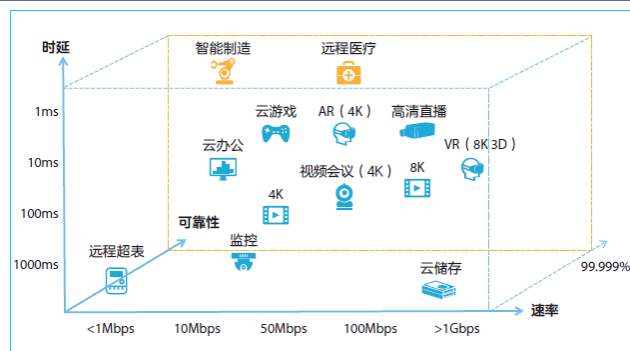 时延
智能制造
远程医疗
1ms
云游戏
AR（4K）
高清直播
云办公
VR（8K 3D）
10ms
视频会议（4K）
8K
4K
100ms
可靠性
监控
远程超表
1000ms
99.999%
云储存
速率
<1Mbps
10Mbps
50Mbps
100Mbps
>1Gbps